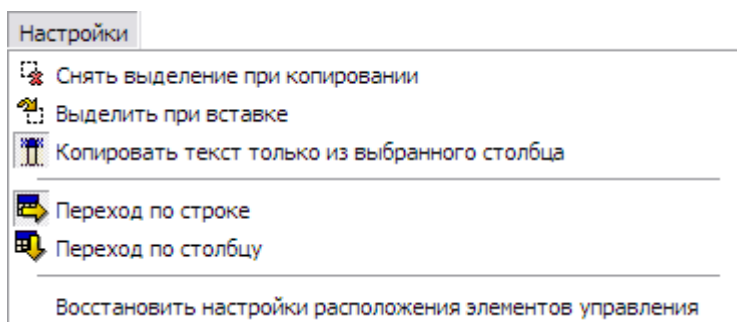 Настройки
Снять выделение при копировании
Выделить при вставке
Копировать текст только из выбранного столбца
Переход по строке
Переход по столбцу
Восстановить настройки расположения элементов управления